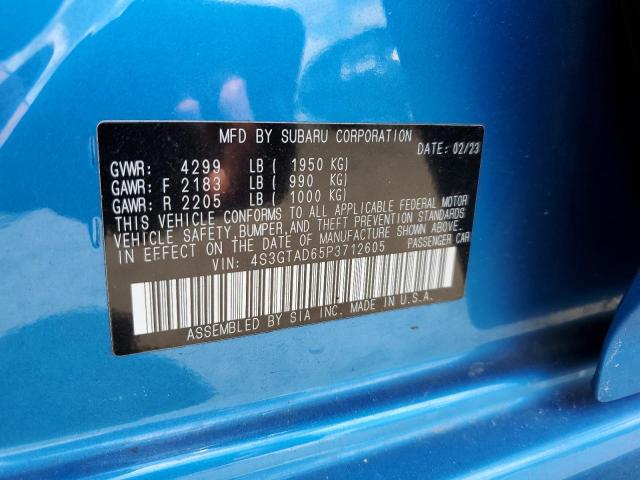 MFD BY SUBARU CORPORATION
DATE: 02/23
GVWR: 4299 LB ( 1950 KG)
GAWR: F 2183 LB ( 990 KG)
GAWR: R 2205 LB ( 1000 KG)
THIS VEHICLE CONFORMS TO ALL APPLICABLE FEDERAL MOTOR
VEHICLE SAFETY, BUMPER, AND THEFT PREVENTION STANDARDS
IN EFFECT ON THE DATE OF MANUFACTURE SHOWN ABOVE.
VIN: 4S3GTAD65P3712605 PASSENGER CAR
ASSEMBLED BY SIA INC. MADE IN U.S.A.